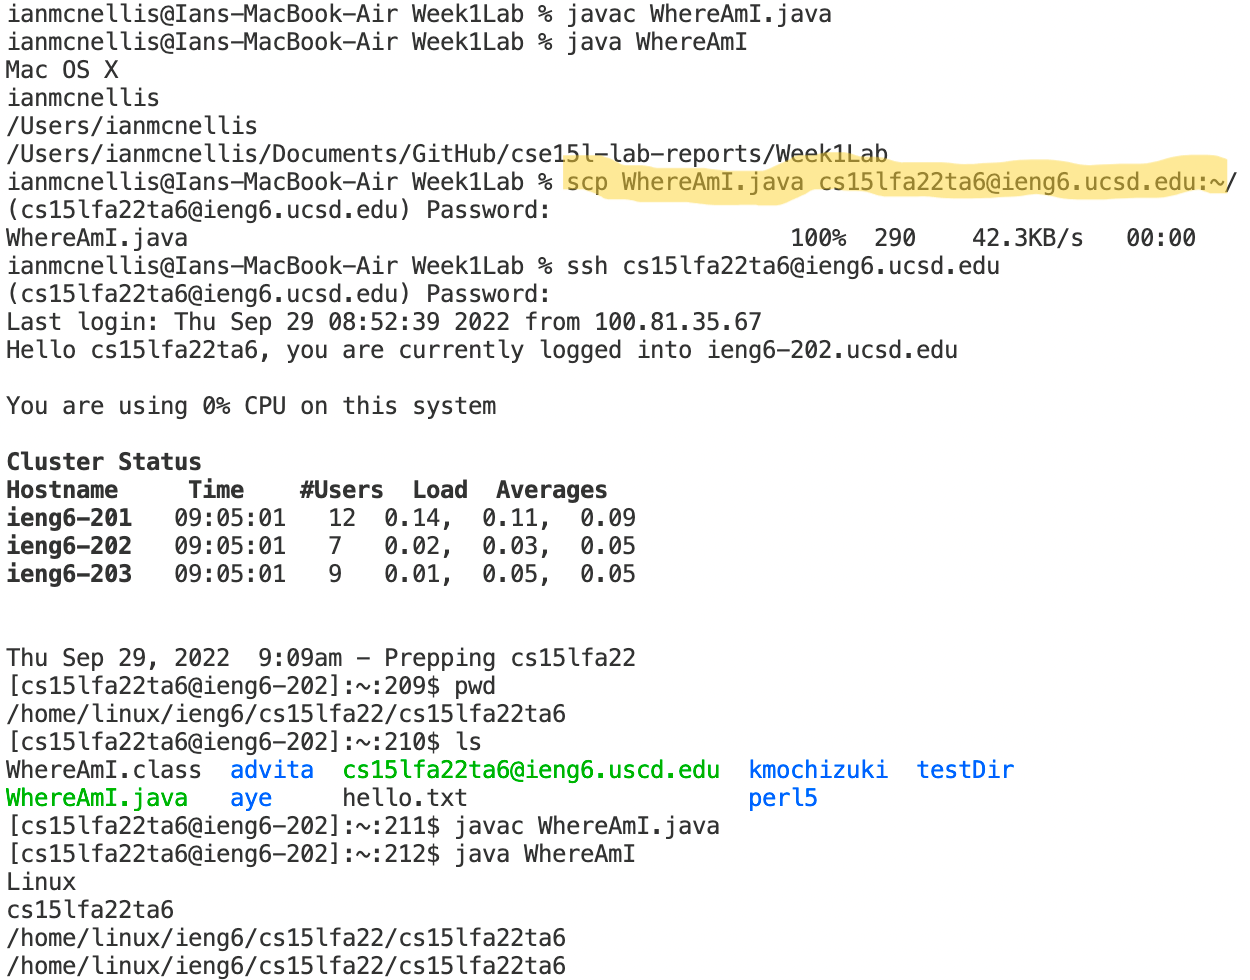 ianmcnellis@Ians-MacBook-Air Week1Lab % javac WhereAmI.java
ianmcnellis@Ians-MacBook-Air Week1Lab % java WhereAmI
Mac OS X
ianmcnellis
/Users/ianmcnellis
/Users/ianmcnellis/Documents/GitHub/cse15l-lab-reports/Week1Lab
ianmcnellis@Ians-MacBook-Air Week1Lab % scp WhereAmI.java cs15lfa22ta6@ieng6.ucsd.edu:~/
(cs15lfa22ta6@ieng6.ucsd.edu) Password:
WhereAmI.java                                           100%  290    42.3KB/s   00:00
ianmcnellis@Ians-MacBook-Air Week1Lab % ssh cs15lfa22ta6@ieng6.ucsd.edu
(cs15lfa22ta6@ieng6.ucsd.edu) Password:
Last login: Thu Sep 29 08:52:39 2022 from 100.81.35.67
Hello cs15lfa22ta6, you are currently logged into ieng6-202.ucsd.edu
You are using 0% CPU on this system
Cluster Status
Hostname     Time    #Users  Load  Averages
ieng6-201   09:05:01   12  0.14,  0.11,  0.09
ieng6-202   09:05:01   7   0.02,  0.03,  0.05
ieng6-203   09:05:01   9   0.01,  0.05,  0.05
Thu Sep 29, 2022  9:09am - Prepping cs15lfa22
[cs15lfa22ta6@ieng6-202]:~:209$ pwd
/home/linux/ieng6/cs15lfa22/cs15lfa22ta6
[cs15lfa22ta6@ieng6-202]:~:210$ ls
WhereAmI.class  advita  cs15lfa22ta6@ieng6.uscd.edu  kmochizuki  testDir
WhereAmI.java   aye     hello.txt                    perl5
[cs15lfa22ta6@ieng6-202]:~:211$ javac WhereAmI.java
[cs15lfa22ta6@ieng6-202]:~:212$ java WhereAmI
Linux
cs15lfa22ta6
/home/linux/ieng6/cs15lfa22/cs15lfa22ta6
/home/linux/ieng6/cs15lfa22/cs15lfa22ta6